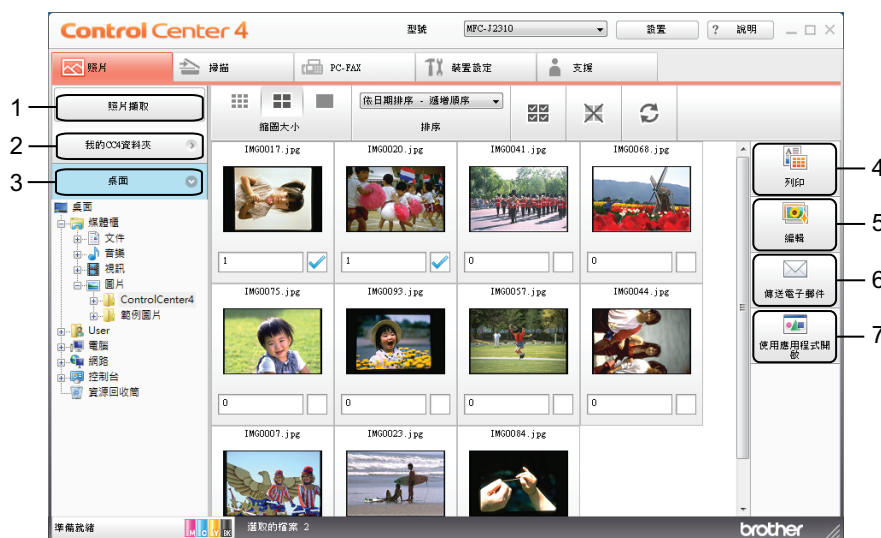 Control Center 4
型號
MFC-J2310
設置
? 說明
照片
掃描
PC-FAX
裝置設定
支援
1
照片擷取
2
我的CC4資料夾
3
桌面
縮圖大小
依日期排序 - 遞增順序
排序
桌面
媒體櫃
文件
音樂
視訊
圖片
ControlCenter4
範例圖片
User
電腦
網路
控制台
資源回收筒
IMG0017.jpg
IMG0020.jpg
IMG0041.jpg
IMG0068.jpg
1
1
0
0
IMG0075.jpg
IMG0093.jpg
IMG0057.jpg
IMG0044.jpg
0
0
0
0
IMG0007.jpg
IMG0023.jpg
IMG0084.jpg
列印
4
編輯
5
傳送電子郵件
6
使用應用程式開啟
7
準備就緒
M C Y BK
選取的檔案 2
brother